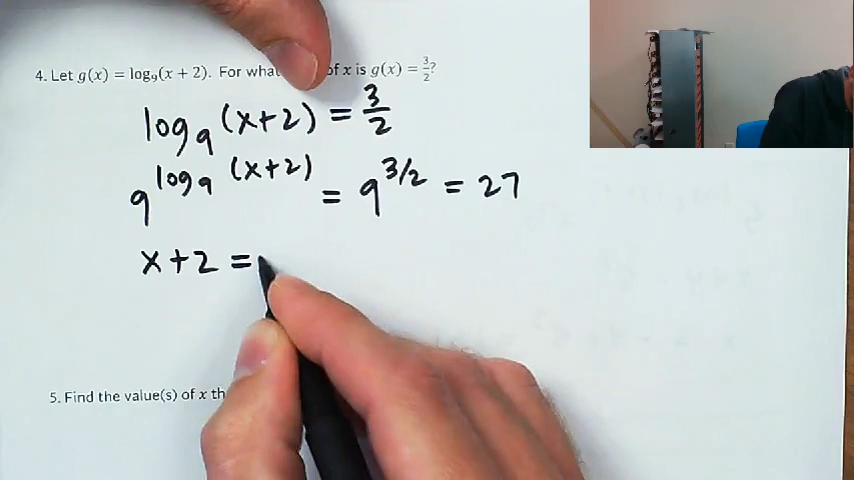 4. Let g(x) = log₉(x + 2). For what of x is g(x) = 3/2?
log₉ (x+2) = 3/2
9^(log₉ (x+2)) = 9^(3/2) = 27
x+2 =
5. Find the value(s) of x th